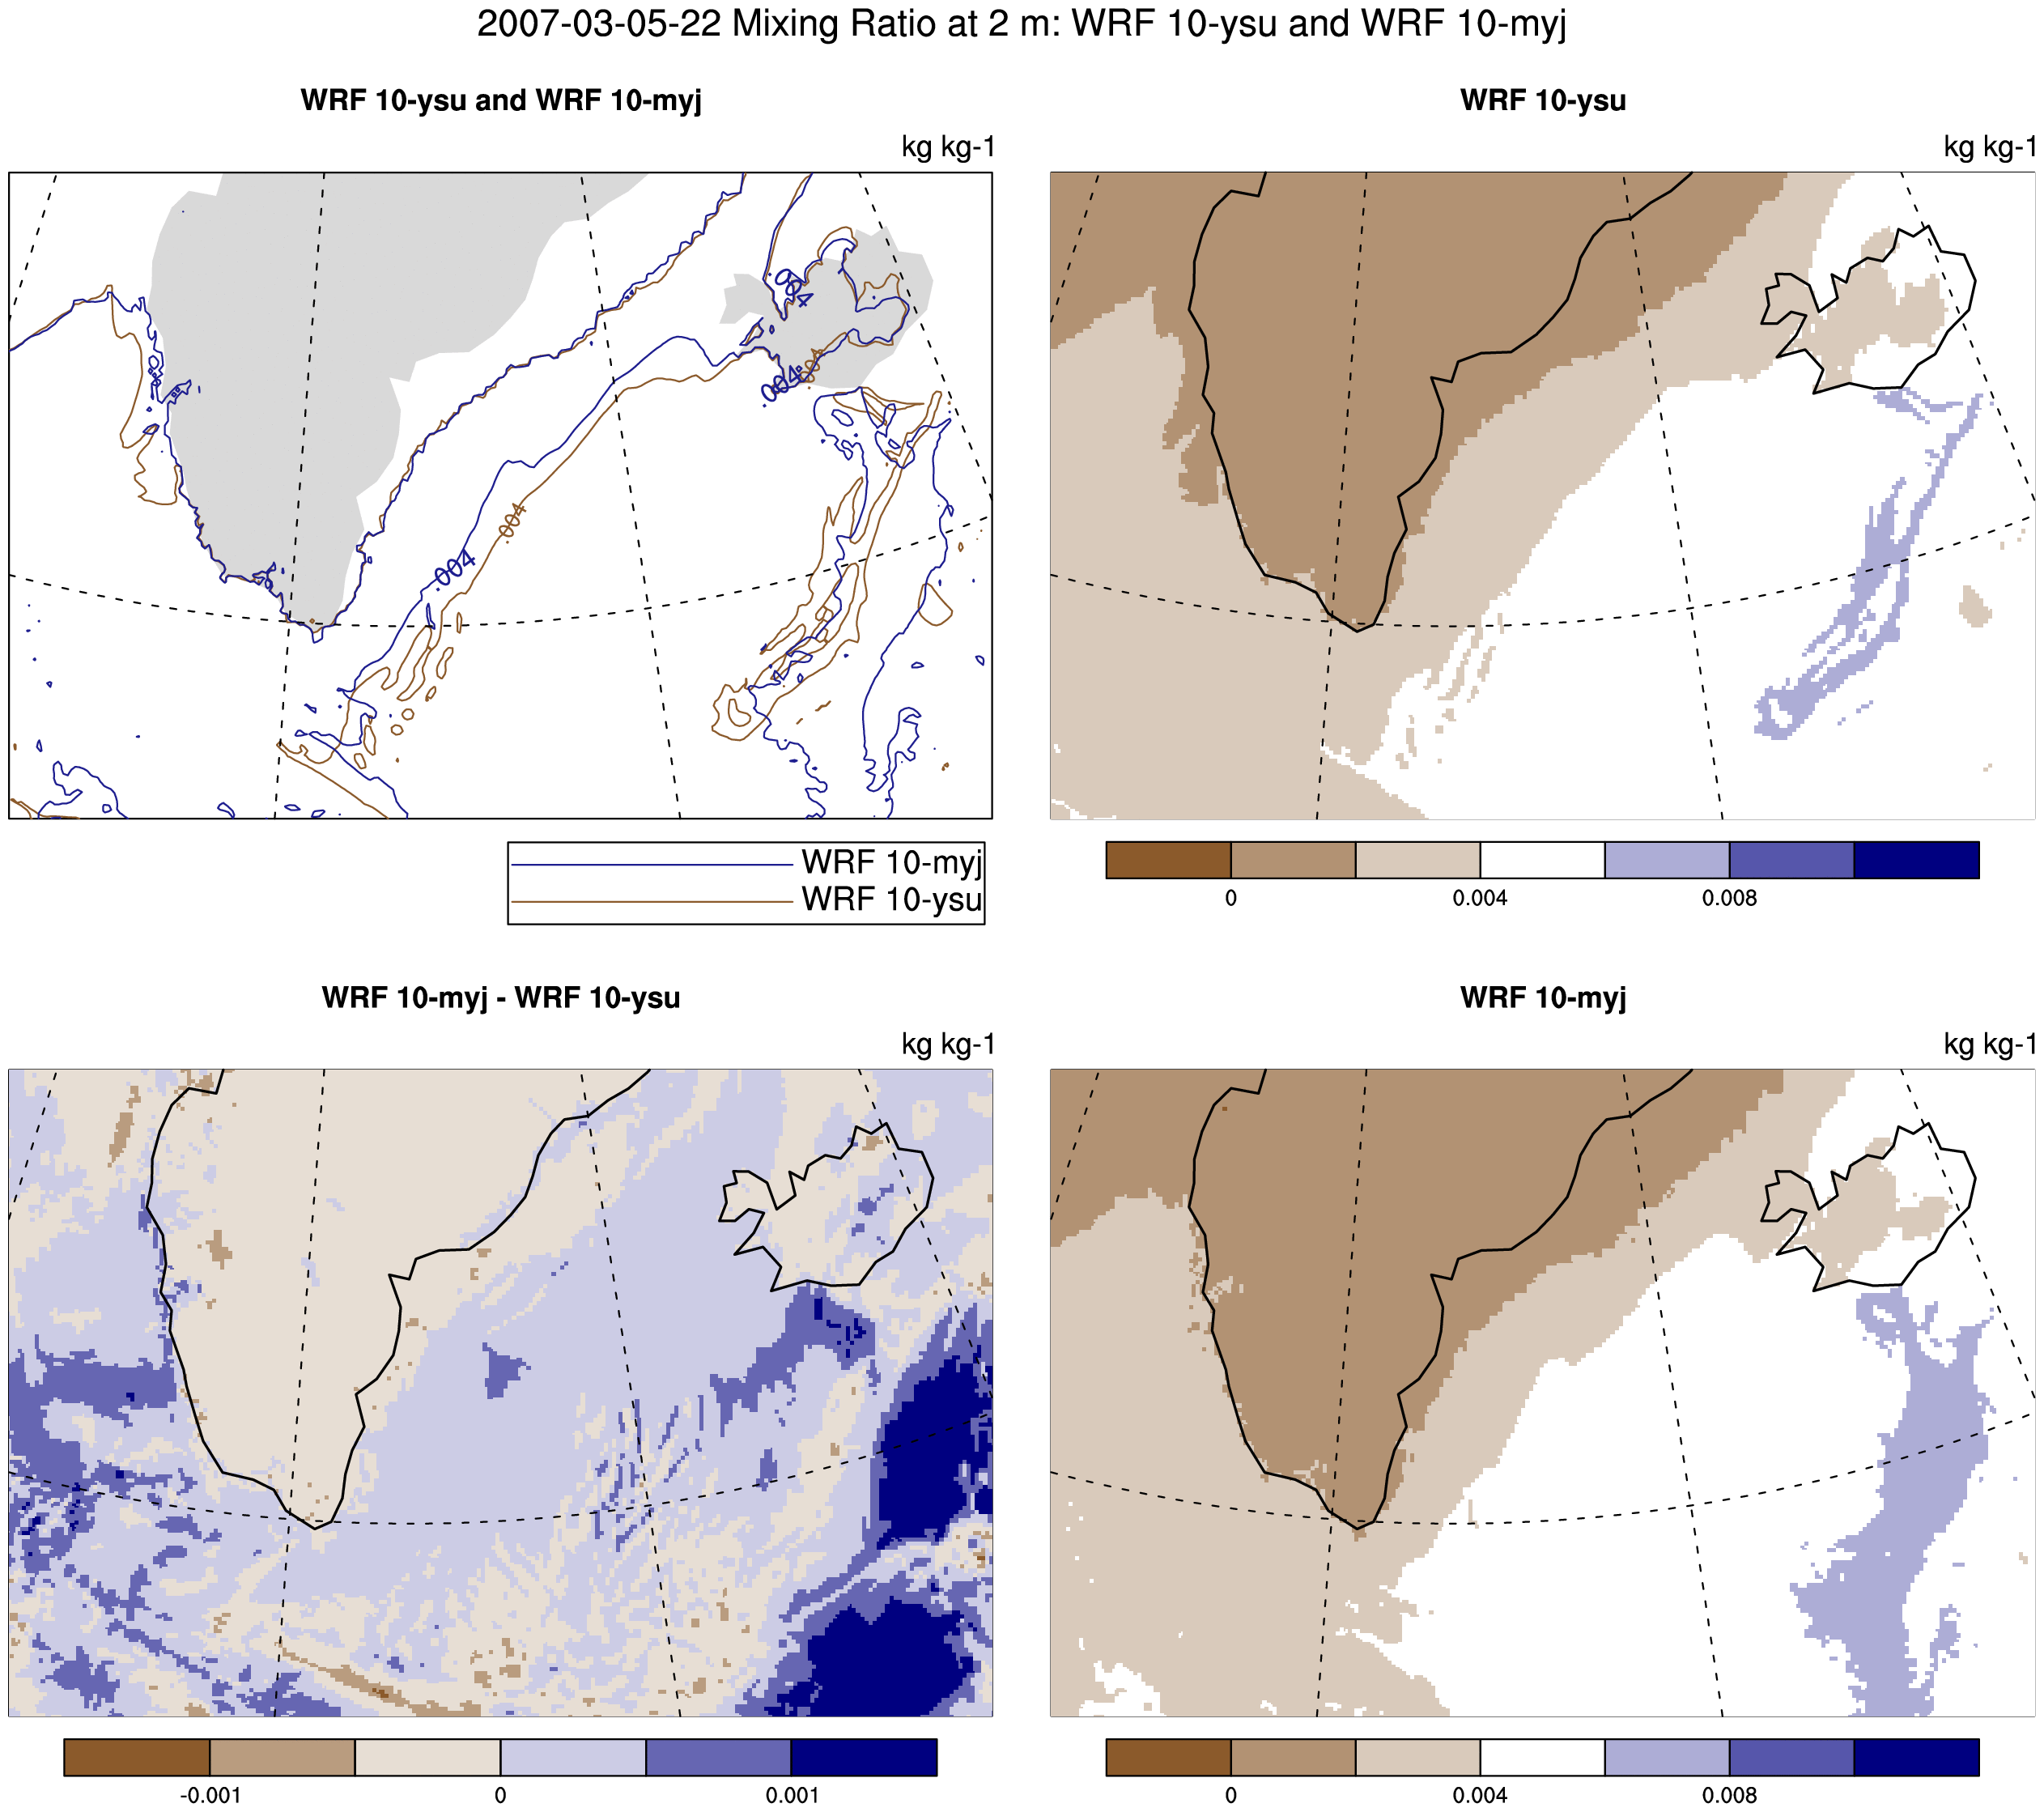 2007-03-05-22 Mixing Ratio at 2 m: WRF 10-ysu and WRF 10-myj
WRF 10-ysu and WRF 10-myj
kg kg-1
.004
.004
.004
.004
.004
WRF 10-myj
WRF 10-ysu
WRF 10-ysu
kg kg-1
0 0.004 0.008
WRF 10-myj - WRF 10-ysu
kg kg-1
-0.001 0 0.001
WRF 10-myj
kg kg-1
0 0.004 0.008